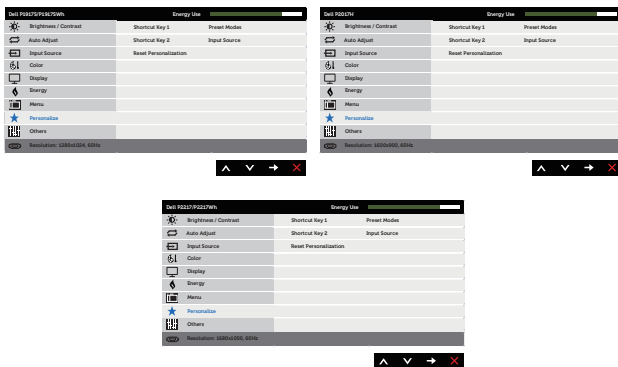 Dell P1917S/P1917SWh Energy Use
Brightness / Contrast Shortcut Key 1 Preset Modes
Auto Adjust Shortcut Key 2 Input Source
Input Source Reset Personalization
Color
Display
Energy
Menu
Personalize
Others
Resolution: 1280x1024, 60Hz
Dell P2017H Energy Use
Brightness / Contrast Shortcut Key 1 Preset Modes
Auto Adjust Shortcut Key 2 Input Source
Input Source Reset Personalization
Color
Display
Energy
Menu
Personalize
Others
Resolution: 1600x900, 60Hz
Dell P2217/P2217Wh Energy Use
Brightness / Contrast Shortcut Key 1 Preset Modes
Auto Adjust Shortcut Key 2 Input Source
Input Source Reset Personalization
Color
Display
Energy
Menu
Personalize
Others
Resolution: 1680x1050, 60Hz